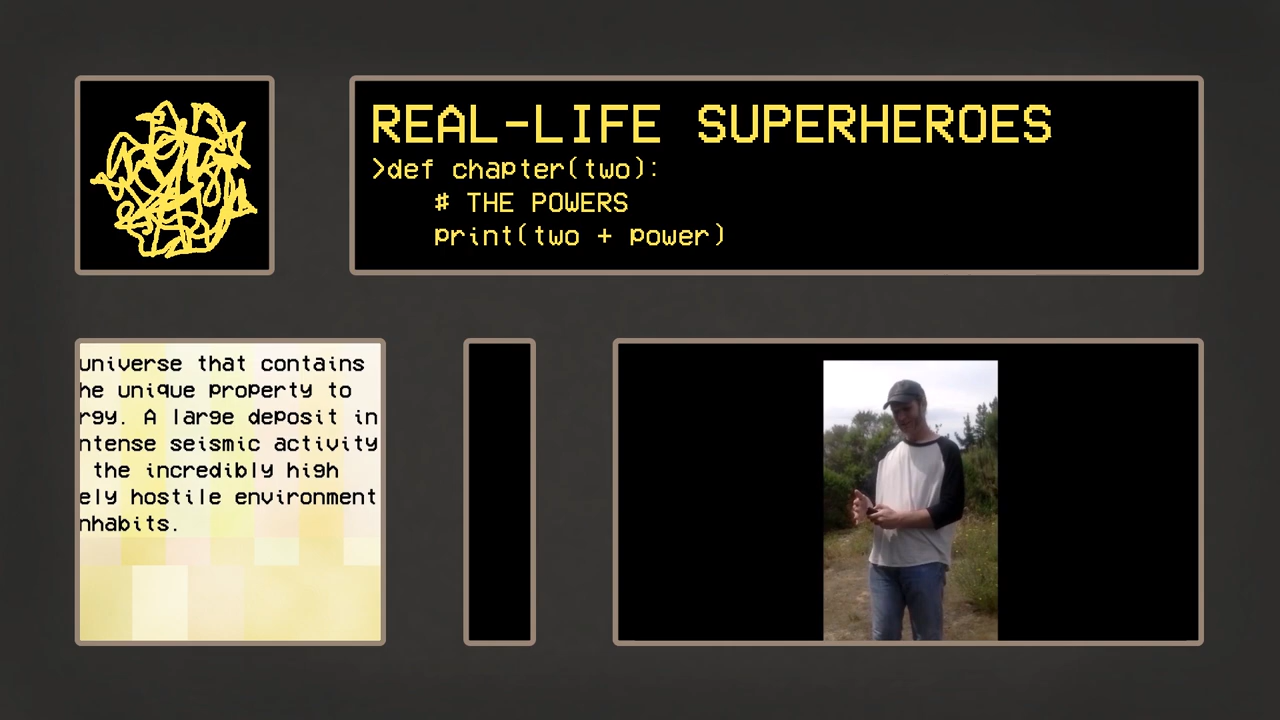 REAL-LIFE SUPERHEROES
>def chapter(two):
# THE POWERS
print(two + power)
universe that contains
he unique property to
rgy. A large deposit in
ntense seismic activity
the incredibly high
ely hostile environment
nhabits.